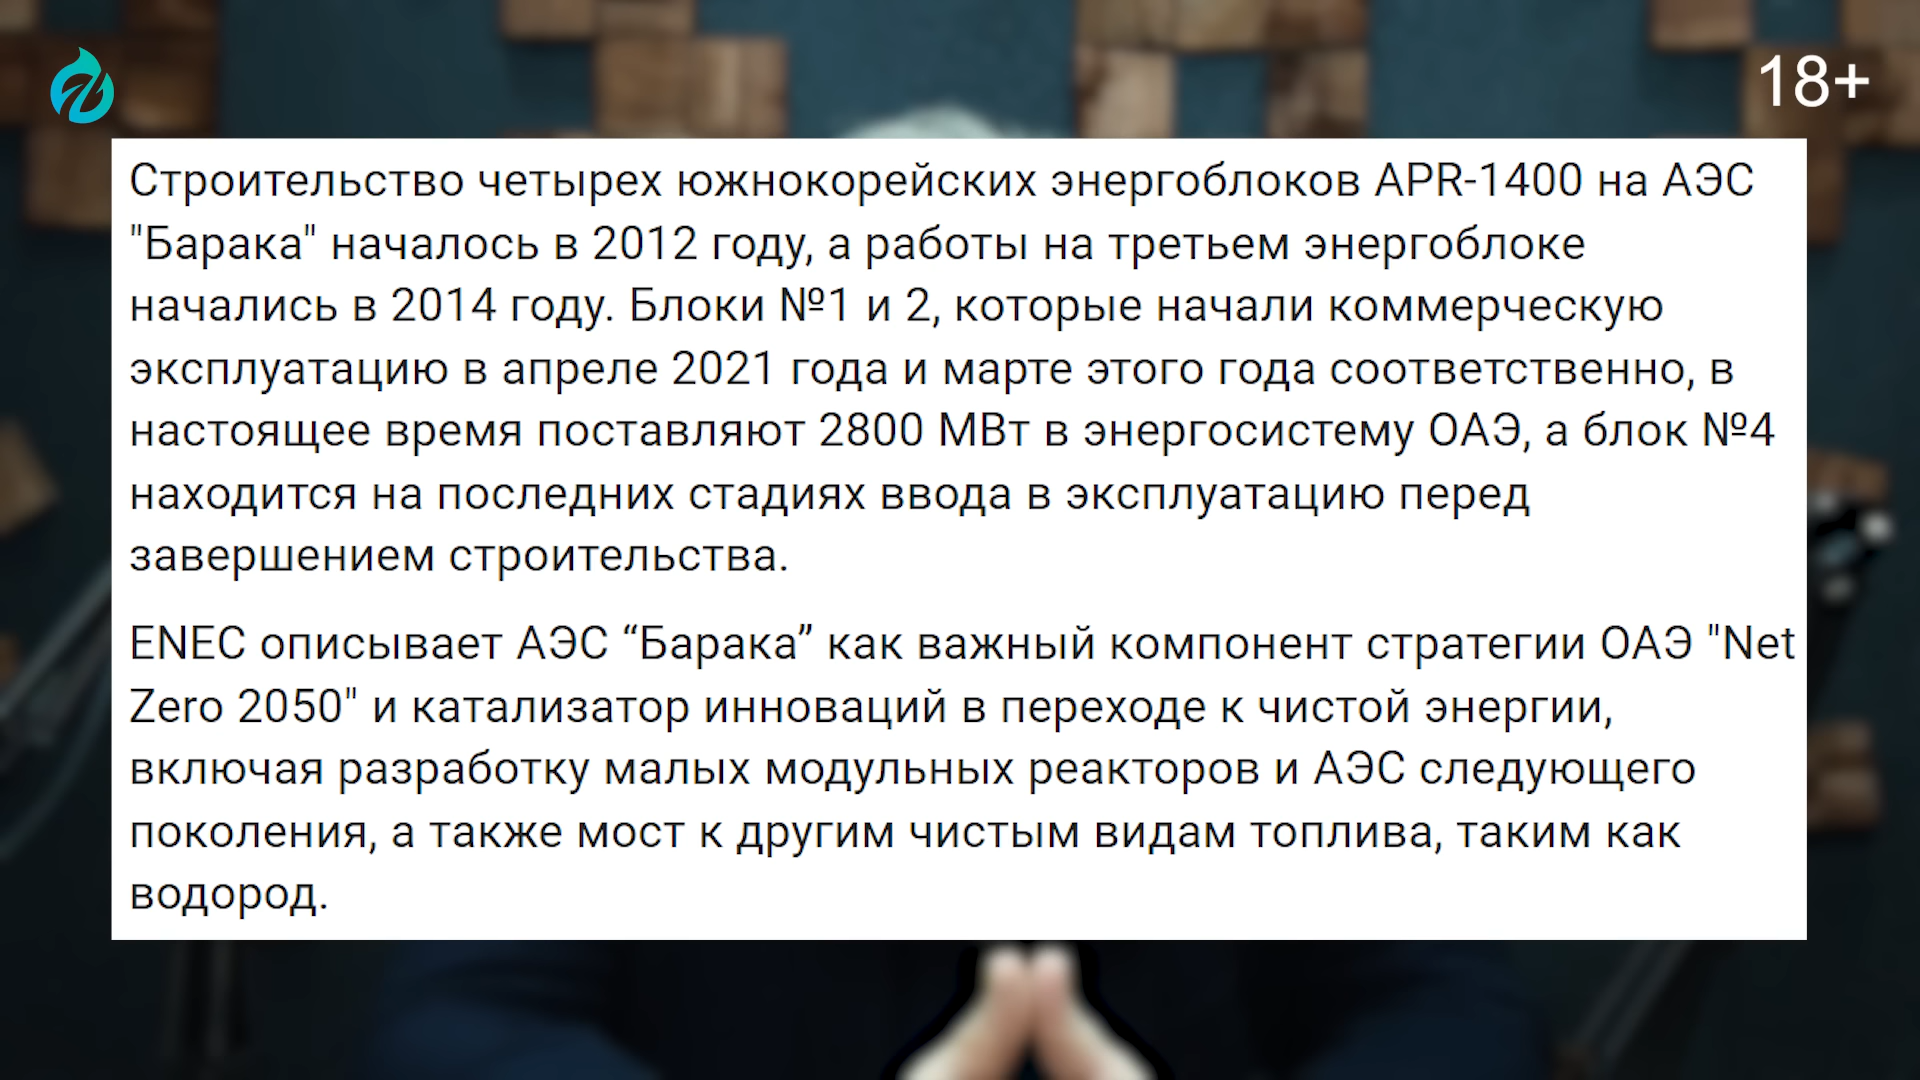 18+
Строительство четырех южнокорейских энергоблоков APR-1400 на АЭС
"Барака" началось в 2012 году, а работы на третьем энергоблоке
начались в 2014 году. Блоки №1 и 2, которые начали коммерческую
эксплуатацию в апреле 2021 года и марте этого года соответственно, в
настоящее время поставляют 2800 МВт в энергосистему ОАЭ, а блок №4
находится на последних стадиях ввода в эксплуатацию перед
завершением строительства.
ENEC описывает АЭС “Барака” как важный компонент стратегии ОАЭ "Net
Zero 2050" и катализатор инноваций в переходе к чистой энергии,
включая разработку малых модульных реакторов и АЭС следующего
поколения, а также мост к другим чистым видам топлива, таким как
водород.